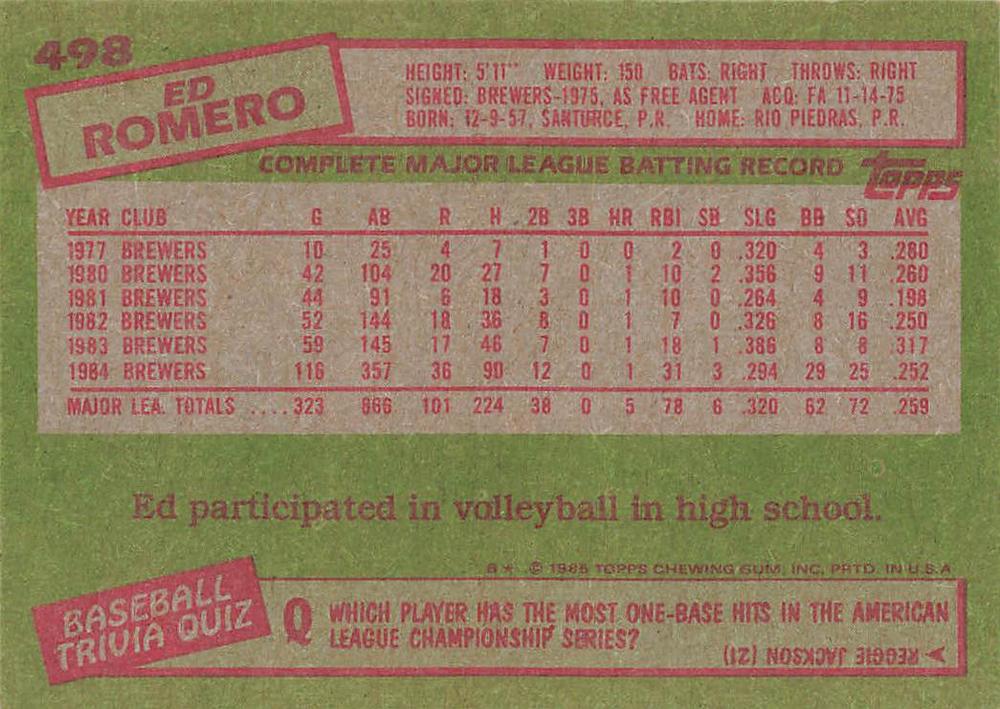 498
ED
ROMERO
HEIGHT: 5'11" WEIGHT: 150 BATS: RIGHT THROWS: RIGHT
SIGNED: BREWERS-1975, AS FREE AGENT ACQ: FA 11-14-75
BORN: 12-9-57, SANTURCE, P.R. HOME: RIO PIEDRAS, P.R.
COMPLETE MAJOR LEAGUE BATTING RECORD topps
YEAR CLUB G AB R H 2B 3B HR RBI SB SLG BB SO AVG
1977 BREWERS 10 25 4 7 1 0 0 2 0 .320 4 3 .280
1980 BREWERS 42 104 20 27 7 0 1 10 2 .356 9 11 .260
1981 BREWERS 44 91 6 18 3 0 1 10 0 .264 4 9 .198
1982 BREWERS 52 144 18 36 8 0 1 7 0 .326 8 16 .250
1983 BREWERS 59 145 17 46 7 0 1 18 1 .386 8 8 .317
1984 BREWERS 116 357 36 90 12 0 1 31 3 .294 29 25 .252
MAJOR LEA. TOTALS ....323 866 101 224 38 0 5 78 6 .320 62 72 .259
Ed participated in volleyball in high school.
B* © 1985 TOPPS CHEWING GUM, INC. PRTD. IN U.S.A
BASEBALL
TRIVIA QUIZ
Q WHICH PLAYER HAS THE MOST ONE-BASE HITS IN THE AMERICAN
LEAGUE CHAMPIONSHIP SERIES?
REGGIE JACKSON (21)